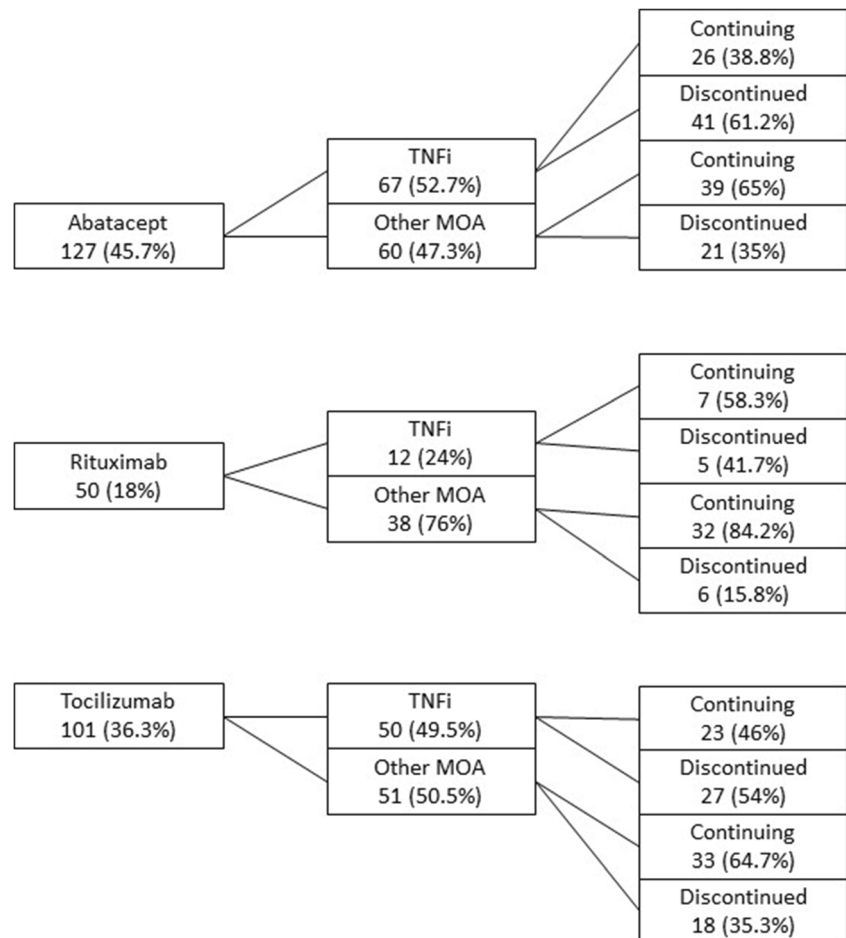 Abatacept
127 (45.7%)
TNFi
67 (52.7%)
Other MOA
60 (47.3%)
Continuing
26 (38.8%)
Discontinued
41 (61.2%)
Continuing
39 (65%)
Discontinued
21 (35%)
Rituximab
50 (18%)
TNFi
12 (24%)
Other MOA
38 (76%)
Continuing
7 (58.3%)
Discontinued
5 (41.7%)
Continuing
32 (84.2%)
Discontinued
6 (15.8%)
Tocilizumab
101 (36.3%)
TNFi
50 (49.5%)
Other MOA
51 (50.5%)
Continuing
23 (46%)
Discontinued
27 (54%)
Continuing
33 (64.7%)
Discontinued
18 (35.3%)